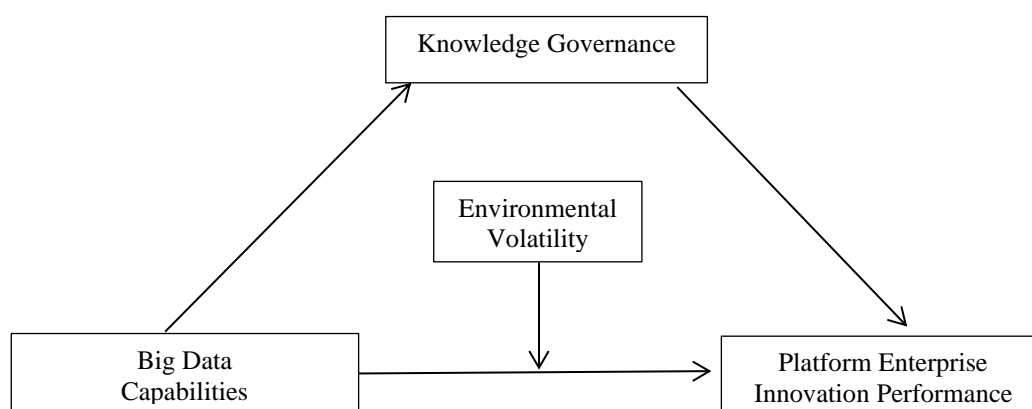 Knowledge Governance
Environmental
Volatility
Big Data
Capabilities
Platform Enterprise
Innovation Performance